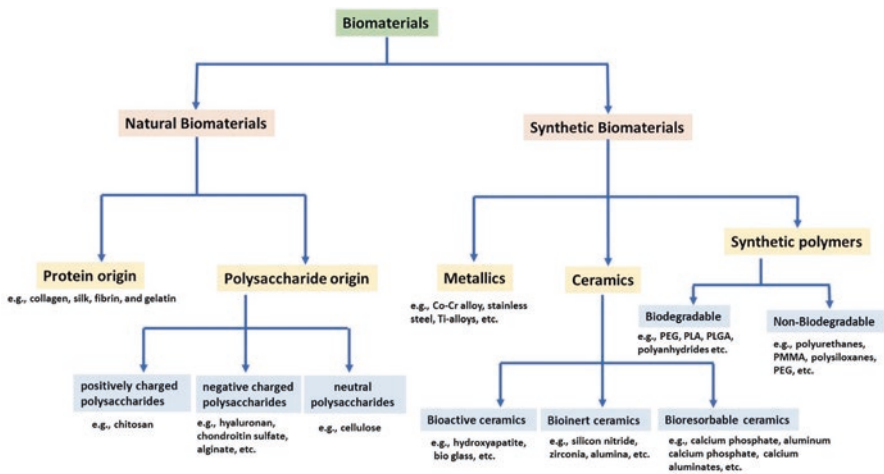 Biomaterials
Natural Biomaterials
Synthetic Biomaterials
Protein origin
e.g., collagen, silk, fibrin, and gelatin
Polysaccharide origin
Metallics
e.g., Co-Cr alloy, stainless
steel, Ti-alloys, etc.
Ceramics
Synthetic polymers
Biodegradable
e.g., PEG, PLA, PLGA,
polyanhydrides etc.
Non-Biodegradable
e.g., polyurethanes,
PMMA, polysiloxanes,
PEG, etc.
positively charged
polysaccharides
e.g., chitosan
negative charged
polysaccharides
e.g., hyaluronan,
chondroitin sulfate,
alginate, etc.
neutral
polysaccharides
e.g., cellulose
Bioactive ceramics
e.g., hydroxyapatite,
bio glass, etc.
Bioinert ceramics
e.g., silicon nitride,
zirconia, alumina, etc.
Bioresorbable ceramics
e.g., calcium phosphate, aluminum
calcium phosphate, calcium
aluminates, etc.